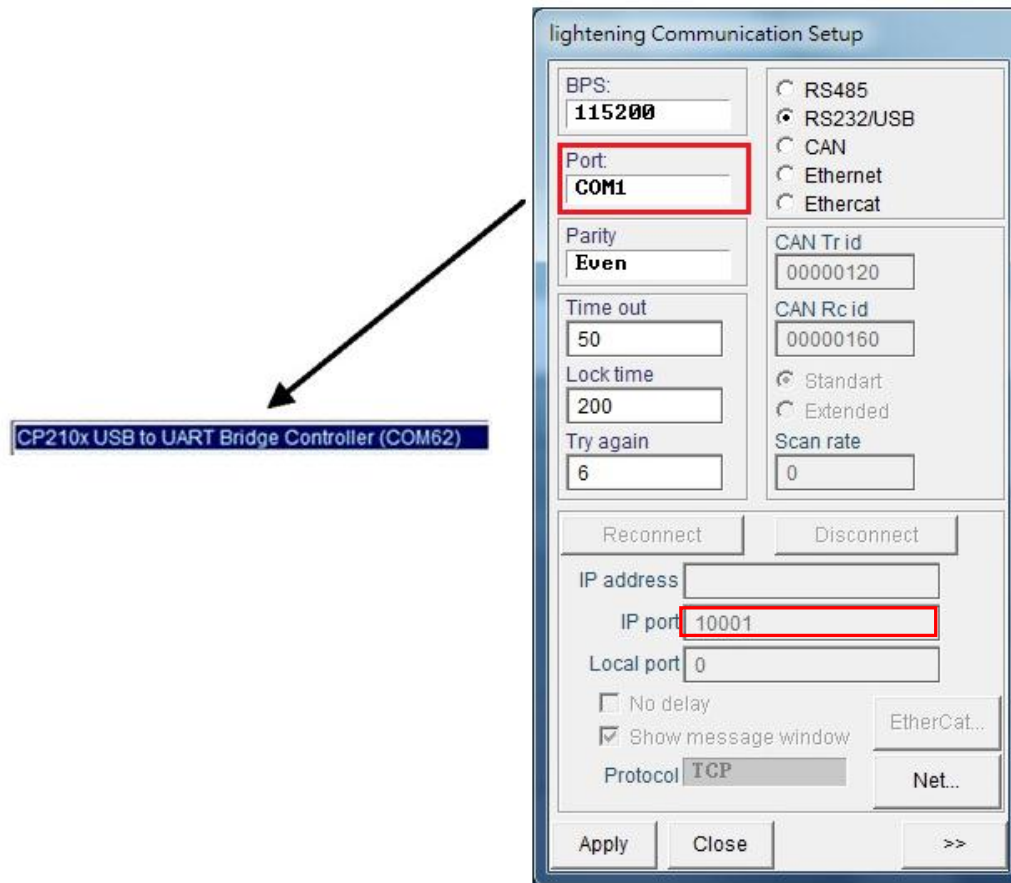 lightening Communication Setup
BPS:
115200
Port:
COM1
Parity
Even
Time out
50
Lock time
200
Try again
6
RS485
RS232/USB
CAN
Ethernet
Ethercat
CAN Tr id
00000120
CAN Rc id
00000160
Standart
Extended
Scan rate
0
CP210x USB to UART Bridge Controller (COM62)
Reconnect
Disconnect
IP address
IP port 10001
Local port 0
No delay
Show message window
EtherCat...
Protocol TCP
Net...
Apply
Close
>>